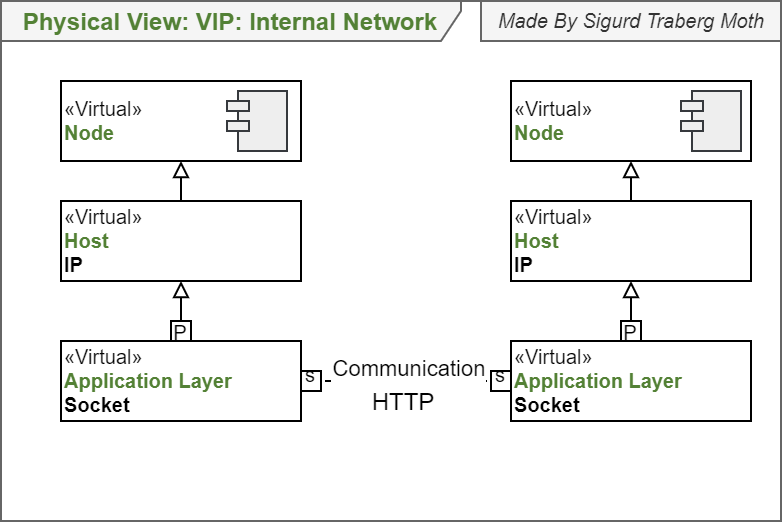 Physical View: VIP: Internal Network
Made By Sigurd Traberg Moth
«Virtual»
Node
«Virtual»
Node
«Virtual»
Host
IP
«Virtual»
Host
IP
P
P
«Virtual»
Application Layer
Socket
S
Communication
HTTP
S
«Virtual»
Application Layer
Socket